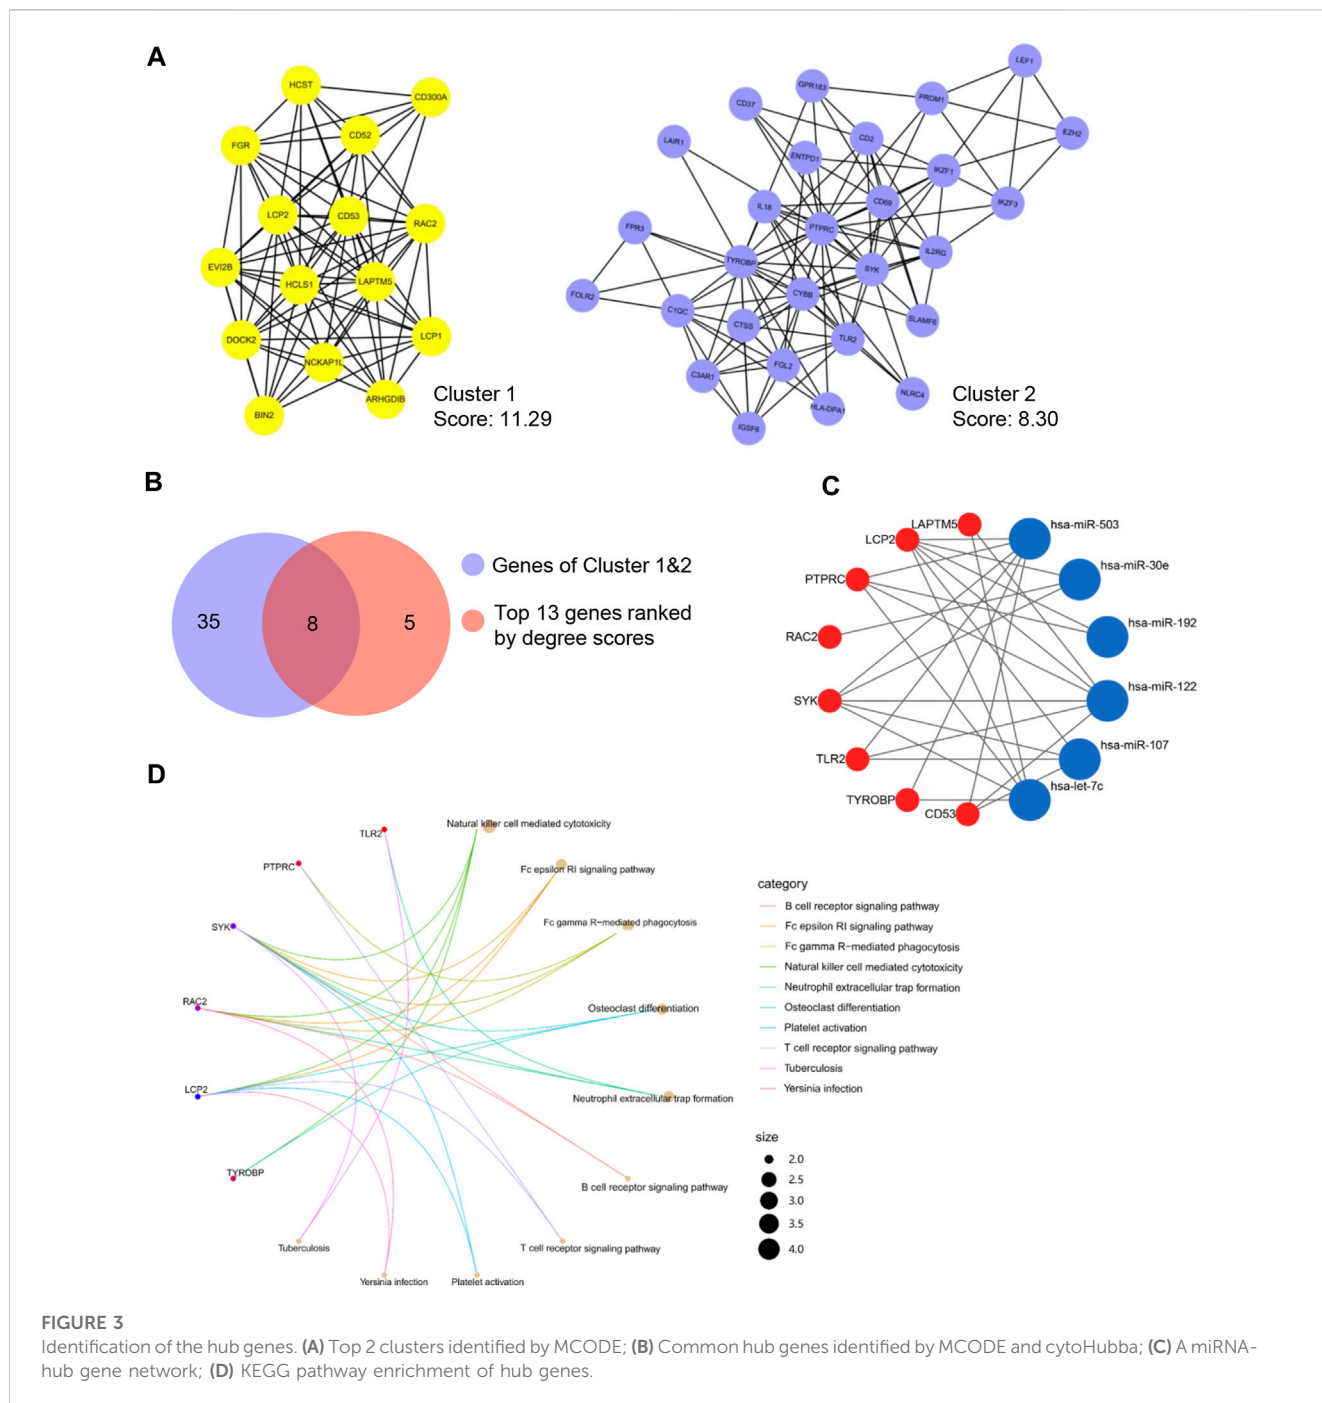 A
HCST
CD300A
FGR
CD52
LCP2
CD53
RAC2
EVI2B
HCLS1
LAPTM5
DOCK2
NCKAP1L
LCP1
BIN2
ARHGDIB
Cluster 1
Score: 11.29
LEF1
GPR183
PRDM1
CD37
EZH2
LAIR1
CD2
ENTPD1
IKZF1
IL18
CD69
IKZF3
FPR3
PTPRC
IL2RG
TYROBP
SYK
FOLR2
CYBB
C1QC
CTSS
SLAMF6
TLR2
C3AR1
FGL2
NLRC4
HLA-DPA1
IGSF6
Cluster 2
Score: 8.30
B
35
8
5
Genes of Cluster 1&2
Top 13 genes ranked
by degree scores
C
LAPTM5
LCP2
PTPRC
RAC2
SYK
TLR2
TYROBP
CD53
hsa-miR-503
hsa-miR-30e
hsa-miR-192
hsa-miR-122
hsa-miR-107
hsa-let-7c
D
TLR2
PTPRC
SYK
RAC2
LCP2
TYROBP
Natural killer cell mediated cytotoxicity
Fc epsilon RI signaling pathway
Fc gamma R−mediated phagocytosis
Osteoclast differentiation
Neutrophil extracellular trap formation
B cell receptor signaling pathway
T cell receptor signaling pathway
Platelet activation
Yersinia infection
Tuberculosis
category
B cell receptor signaling pathway
Fc epsilon RI signaling pathway
Fc gamma R−mediated phagocytosis
Natural killer cell mediated cytotoxicity
Neutrophil extracellular trap formation
Osteoclast differentiation
Platelet activation
T cell receptor signaling pathway
Tuberculosis
Yersinia infection
size
2.0
2.5
3.0
3.5
4.0
FIGURE 3
Identification of the hub genes. (A) Top 2 clusters identified by MCODE; (B) Common hub genes identified by MCODE and cytoHubba; (C) A miRNA-
hub gene network; (D) KEGG pathway enrichment of hub genes.